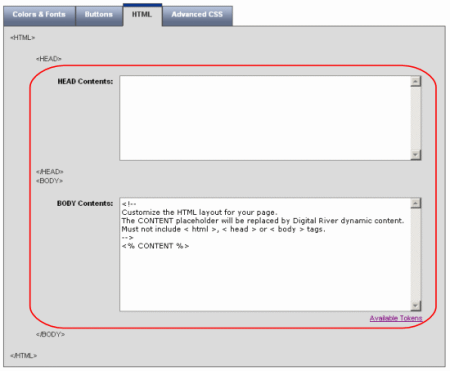 Colors & Fonts Buttons HTML Advanced CSS
<HTML>
<HEAD>
HEAD Contents:
</HEAD>
<BODY>
BODY Contents:
<!--
Customize the HTML layout for your page.
The CONTENT placeholder will be replaced by Digital River dynamic content.
Must not include < html >, < head > or < body > tags.
-->
<% CONTENT %>
Available Tokens
</BODY>
</HTML>